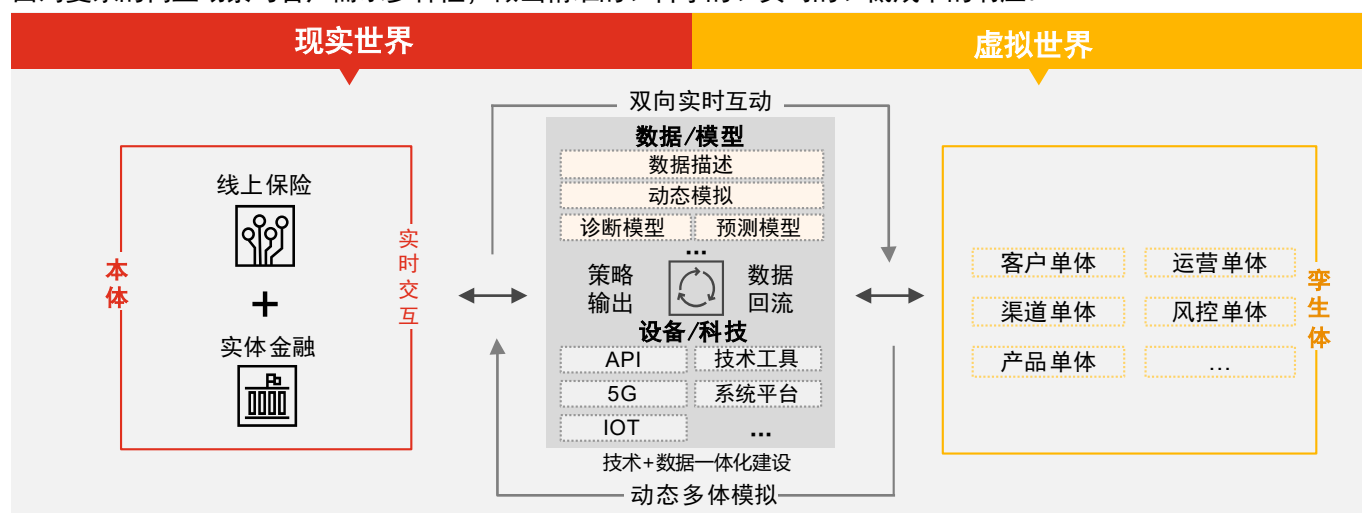 现实世界
虚拟世界
双向实时互动
数据/模型
数据描述
动态模拟
诊断模型
预测模型
...
策略
输出
数据
回流
设备/科技
API
技术工具
5G
系统平台
IOT
...
技术+数据一体化建设
动态多体模拟
线上保险
+
实体金融
本体
实时交互
客户单体
运营单体
渠道单体
风控单体
产品单体
...
孪生体